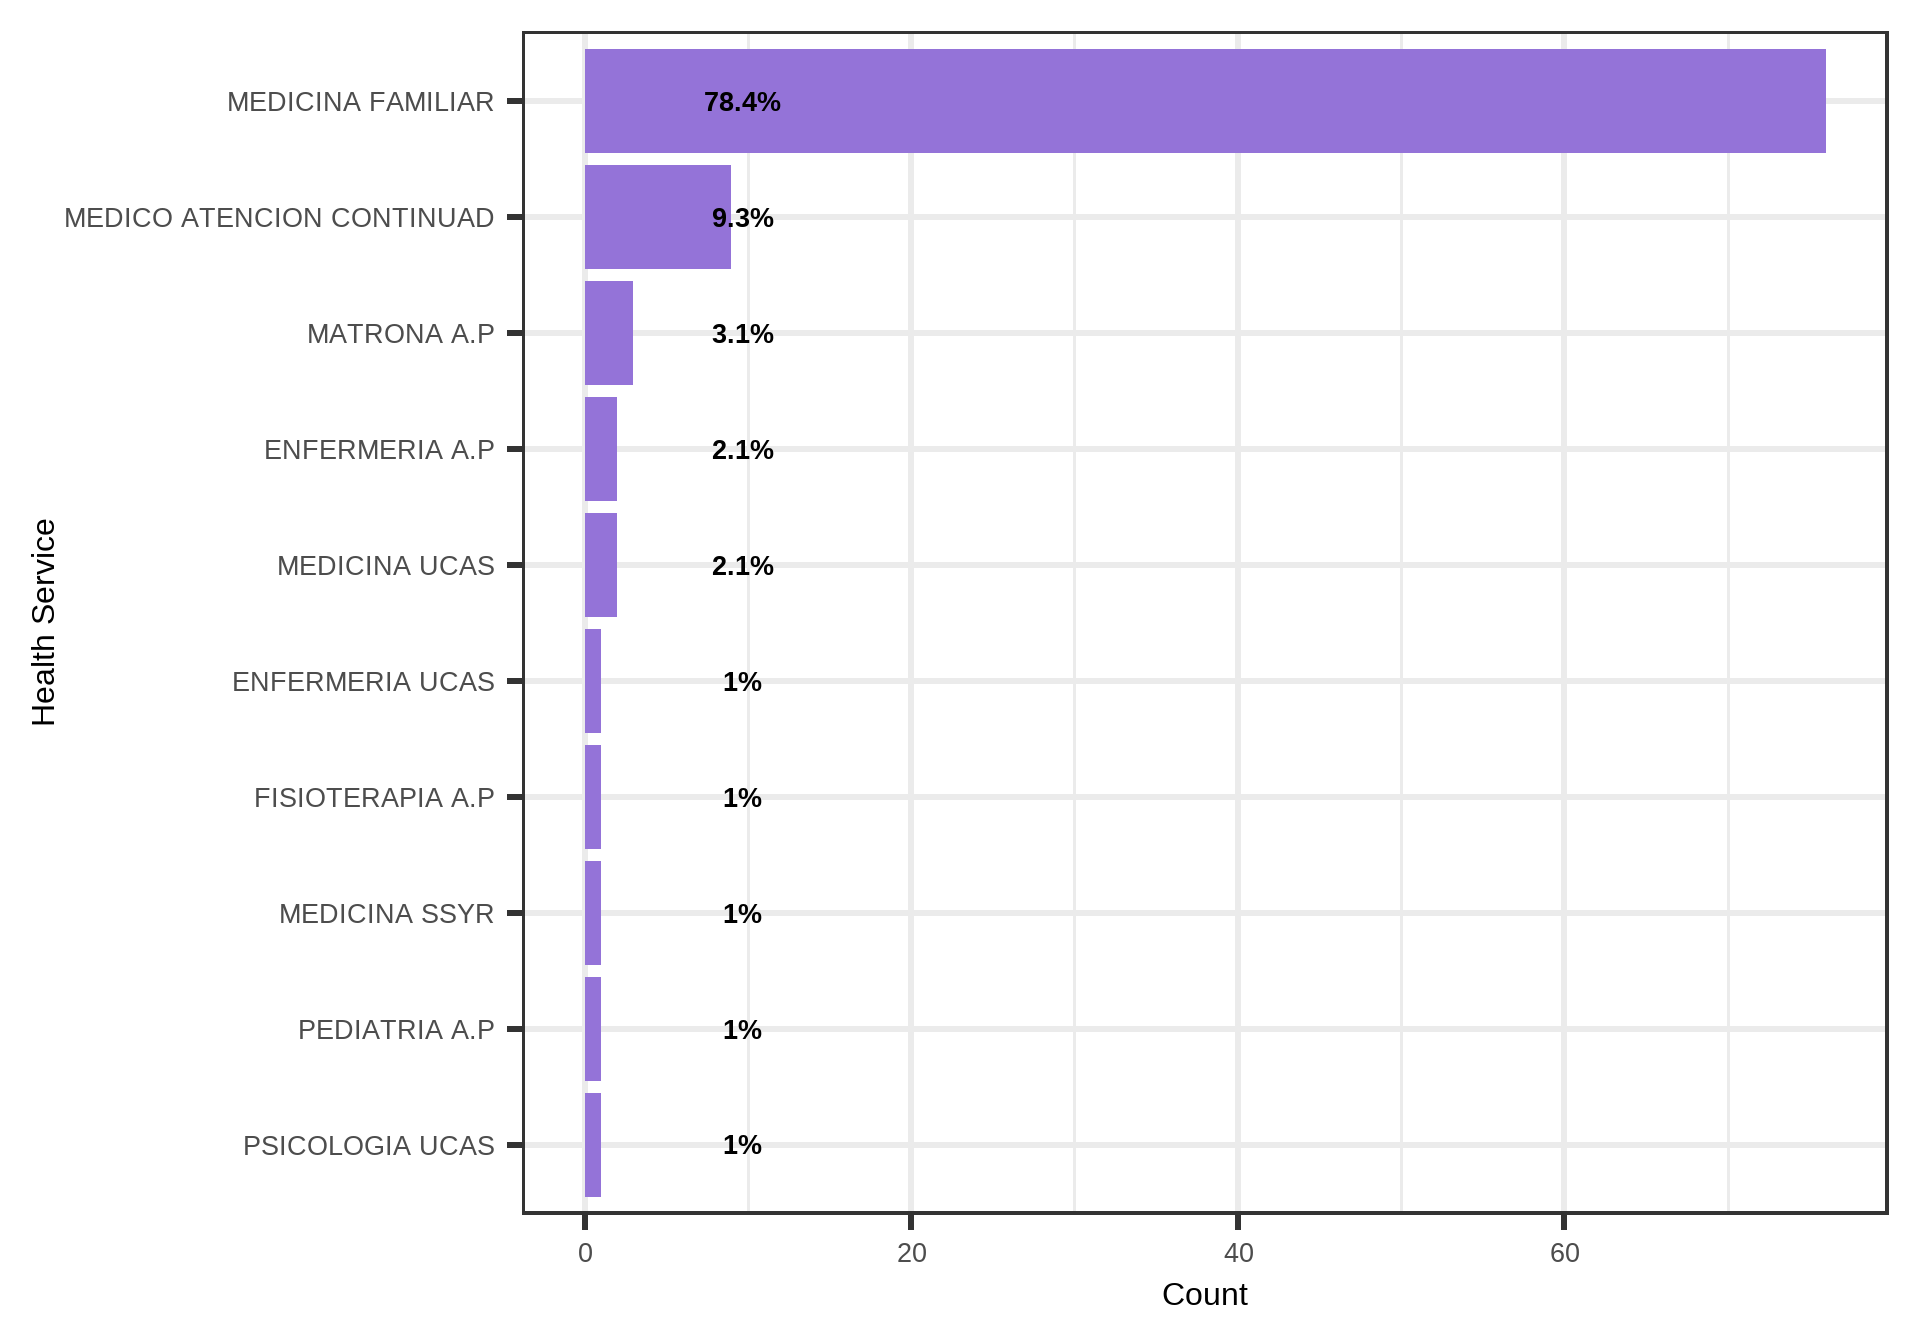 MEDICINA FAMILIAR
78.4%
MEDICO ATENCION CONTINUAD
9.3%
MATRONA A.P
3.1%
ENFERMERIA A.P
2.1%
MEDICINA UCAS
2.1%
ENFERMERIA UCAS
1%
FISIOTERAPIA A.P
1%
MEDICINA SSYR
1%
PEDIATRIA A.P
1%
PSICOLOGIA UCAS
1%
Health Service
0 20 40 60
Count